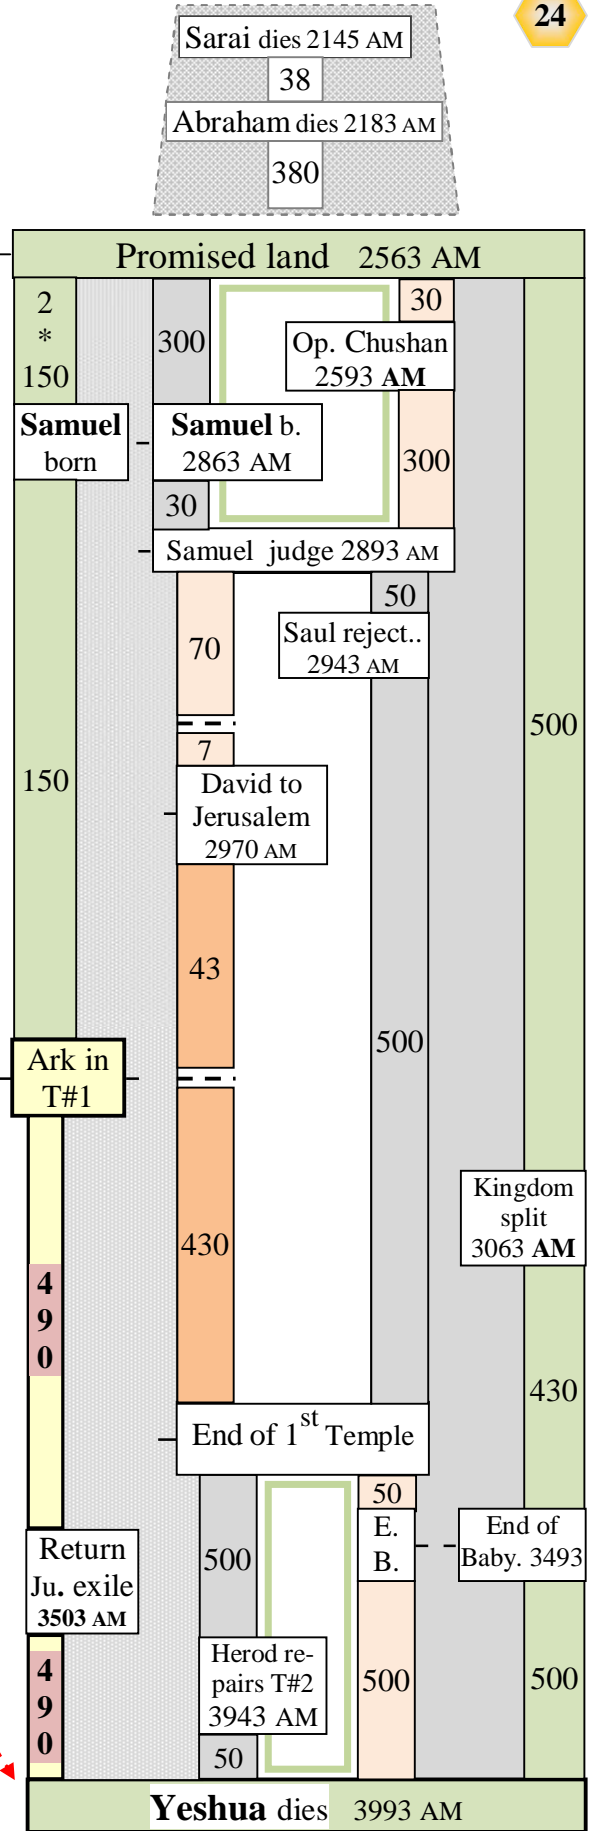 24
Sarai dies 2145 AM
38
Abraham dies 2183 AM
380
Promised land 2563 AM
2
*
150
300
30
Op. Chushan
2593 AM
Samuel
born
Samuel b.
2863 AM
300
30
Samuel judge 2893 AM
50
70
Saul reject..
2943 AM
500
7
150
David to
Jerusalem
2970 AM
43
500
Ark in
T#1
Kingdom
split
3063 AM
430
4
9
0
430
End of 1st Temple
50
Return
Ju. exile
3503 AM
500
E.
B.
End of
Baby. 3493
4
9
0
Herod re-
pairs T#2
3943 AM
500
500
50
Yeshua dies 3993 AM